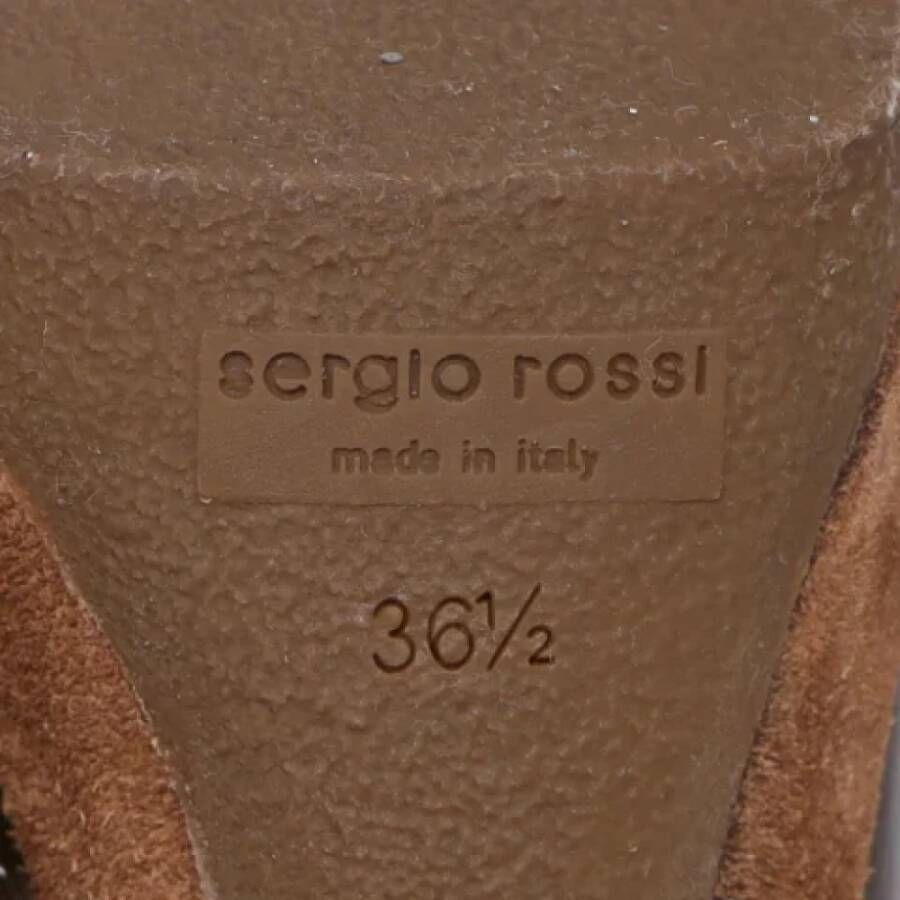 sergio rossi
made in italy
36½